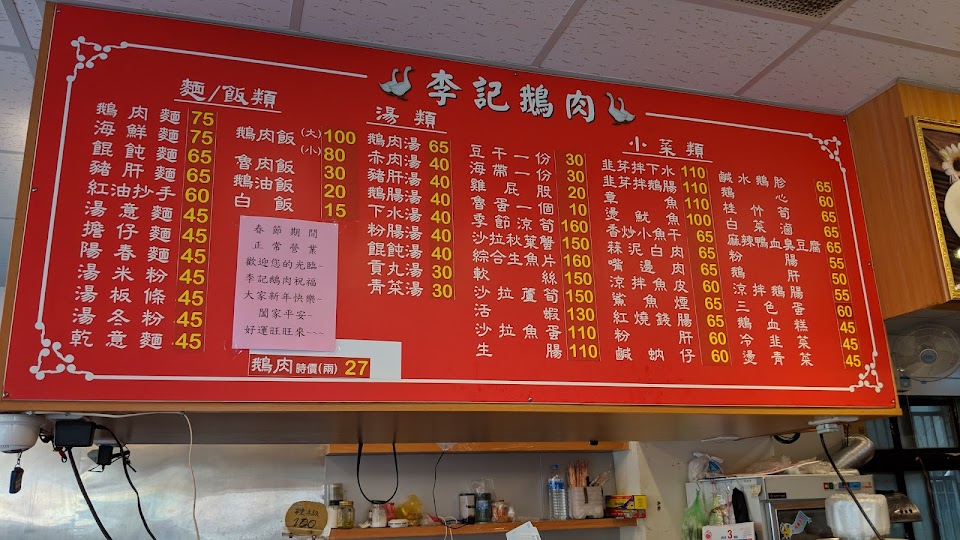 李記鵝肉
麵/飯類
鵝肉麵 75
海鮮麵 75
餛飩麵 65
豬肝麵 65
紅油抄手 60
湯意麵 45
擔仔麵 45
陽春麵 45
湯米粉 45
湯板條 45
湯冬粉 45
乾意麵 45
鵝肉飯 (大) 100
(小) 80
魯肉飯 30
鵝油飯 20
白飯 15
春節期間
正常營業
歡迎您的光臨~
李記鵝肉祝福
大家新年快樂~
闔家平安~
好運旺旺來~~~
鵝肉 時價(兩) 27
湯類
鵝肉湯 65
赤肉湯 40
豬肝湯 40
鵝腸湯 40
下水湯 40
粉腸湯 40
餛飩湯 40
貢丸湯 30
青菜湯 30
小菜類
豆干一份 30
海帶一份 30
雞屁股 20
魯蛋一個 10
季節涼筍 160
沙拉秋葵 150
綜合生魚片 160
軟絲 150
沙拉蘆筍 150
活蝦 130
沙拉魚蛋 110
生腸 110
韭芽拌下水 110
韭芽拌鵝腸 110
章魚 110
燙魷魚 100
香炒小魚干 65
蒜泥白肉 65
嘴邊肉 65
涼拌魚皮 60
鯊魚煙 65
紅燒錢腸 65
粉肝 60
鹹蚋仔 60
鹹水鵝胗 65
鵝心 60
桂竹筍 65
白菜滷 65
麻辣鴨血臭豆腐 65
粉腸 55
鵝肝 50
涼拌鵝腸 55
三色蛋 60
鵝血糕 45
冷韭菜 45
燙青菜 45
辣椒
100